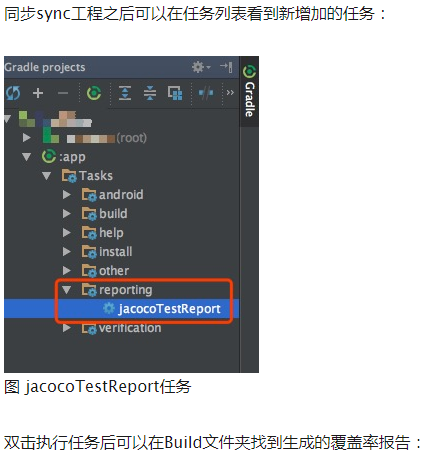 同步sync工程之后可以在任务列表看到新增加的任务：
Gradle projects
Gradle
(root)
:app
Tasks
android
build
help
install
other
reporting
jacocoTestReport
verification
图 jacocoTestReport任务
双击执行任务后可以在Build文件夹找到生成的覆盖率报告：